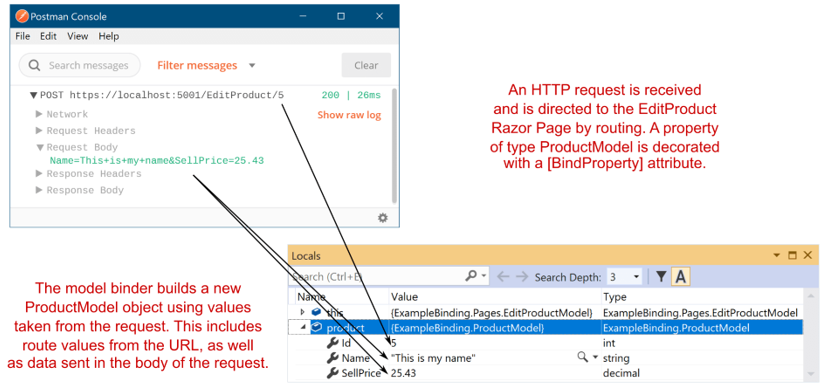 Postman Console
File Edit View Help
Search messages
Filter messages
Clear
POST https://localhost:5001/EditProduct/5
200 | 26ms
Network
Show raw log
Request Headers
Request Body
Name=This+is+my+name&SellPrice=25.43
Response Headers
Response Body
An HTTP request is received
and is directed to the EditProduct
Razor Page by routing. A property
of type ProductModel is decorated
with a [BindProperty] attribute.
The model binder builds a new
ProductModel object using values
taken from the request. This includes
route values from the URL, as well
as data sent in the body of the request.
Locals
Search (Ctrl+E)
Search Depth: 3
A
Name Value Type
this {ExampleBinding.Pages.EditProductModel} ExampleBinding.Pages.EditProductModel
product {ExampleBinding.ProductModel} ExampleBinding.ProductModel
Id 5 int
Name "This is my name" string
SellPrice 25.43 decimal